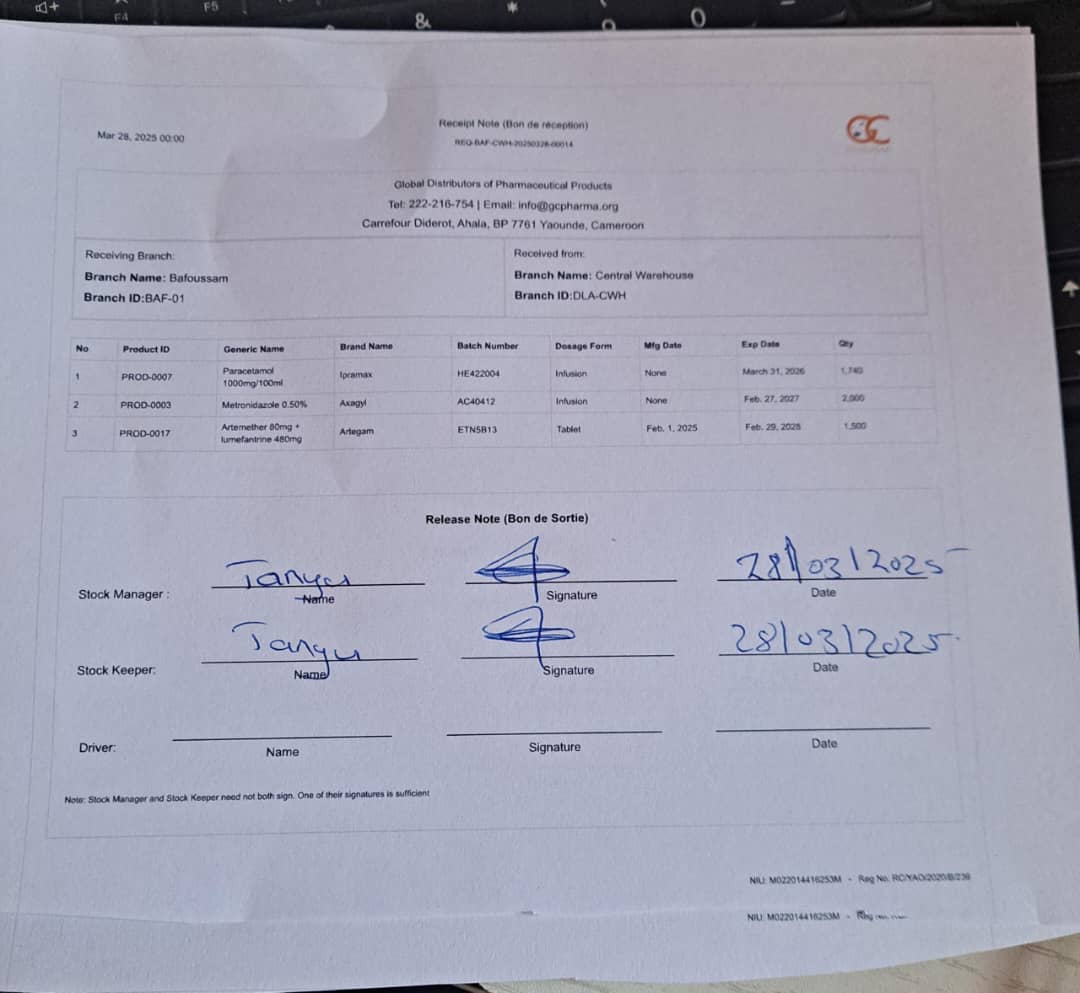 F4 F5 & * 0
Mar 28, 2025 00:00
Receipt Note (Bon de réception)
REQ-BAF-CWH-20250328-00014
GC
Global Distributors of Pharmaceutical Products
Tel: 222-216-754 | Email: info@gcpharma.org
Carrefour Diderot, Ahala, BP 7761 Yaounde, Cameroon
Receiving Branch:
Branch Name: Bafoussam
Branch ID:BAF-01
Received from:
Branch Name: Central Warehouse
Branch ID:DLA-CWH
No Product ID Generic Name Brand Name Batch Number Dosage Form Mfg Date Exp Date Qty
1 PROD-0007 Paracetamol 1000mg/100ml Ipramax HE422004 Infusion None March 31, 2026 1,740
2 PROD-0003 Metronidazole 0.50% Axagyl AC40412 Infusion None Feb. 27, 2027 2,000
3 PROD-0017 Artemether 80mg + lumefantrine 480mg Artegam ETN5B13 Tablet Feb. 1, 2025 Feb. 29, 2028 1,500
Release Note (Bon de Sortie)
Stock Manager : Tanyu 28/03/2025
Name Signature Date
Stock Keeper: Tanyu 28/03/2025
Name Signature Date
Driver:
Name Signature Date
Note: Stock Manager and Stock Keeper need not both sign. One of their signatures is sufficient
NIU: M022014416253M - Reg No: RC/YAO/2020/B/239
NIU: M022014416253M - Reg